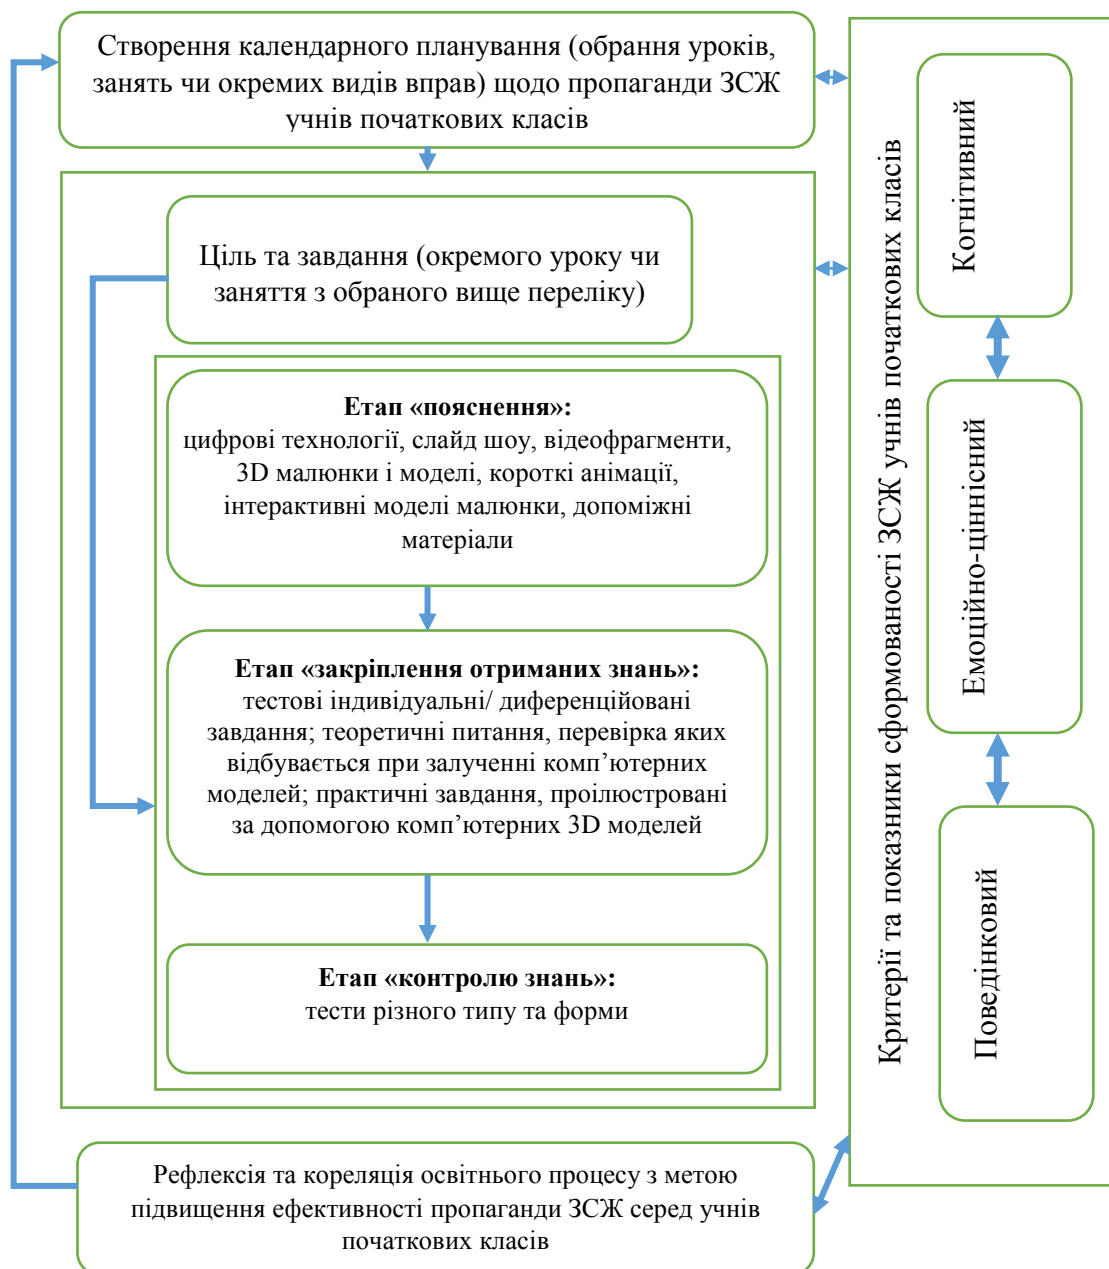 Створення календарного планування (обрання уроків,
занять чи окремих видів вправ) щодо пропаганди ЗСЖ
учнів початкових класів
Ціль та завдання (окремого уроку чи
заняття з обраного вище переліку)
Етап «пояснення»:
цифрові технології, слайд шоу, відеофрагменти,
3D малюнки і моделі, короткі анімації,
інтерактивні моделі малюнки, допоміжні
матеріали
Етап «закріплення отриманих знань»:
тестові індивідуальні/ диференційовані
завдання; теоретичні питання, перевірка яких
відбувається при залученні комп’ютерних
моделей; практичні завдання, проілюстровані
за допомогою комп’ютерних 3D моделей
Етап «контролю знань»:
тести різного типу та форми
Рефлексія та кореляція освітнього процесу з метою
підвищення ефективності пропаганди ЗСЖ серед учнів
початкових класів
Критерії та показники сформованості ЗСЖ учнів початкових класів
Когнітивний
Емоційно-ціннісний
Поведінковий